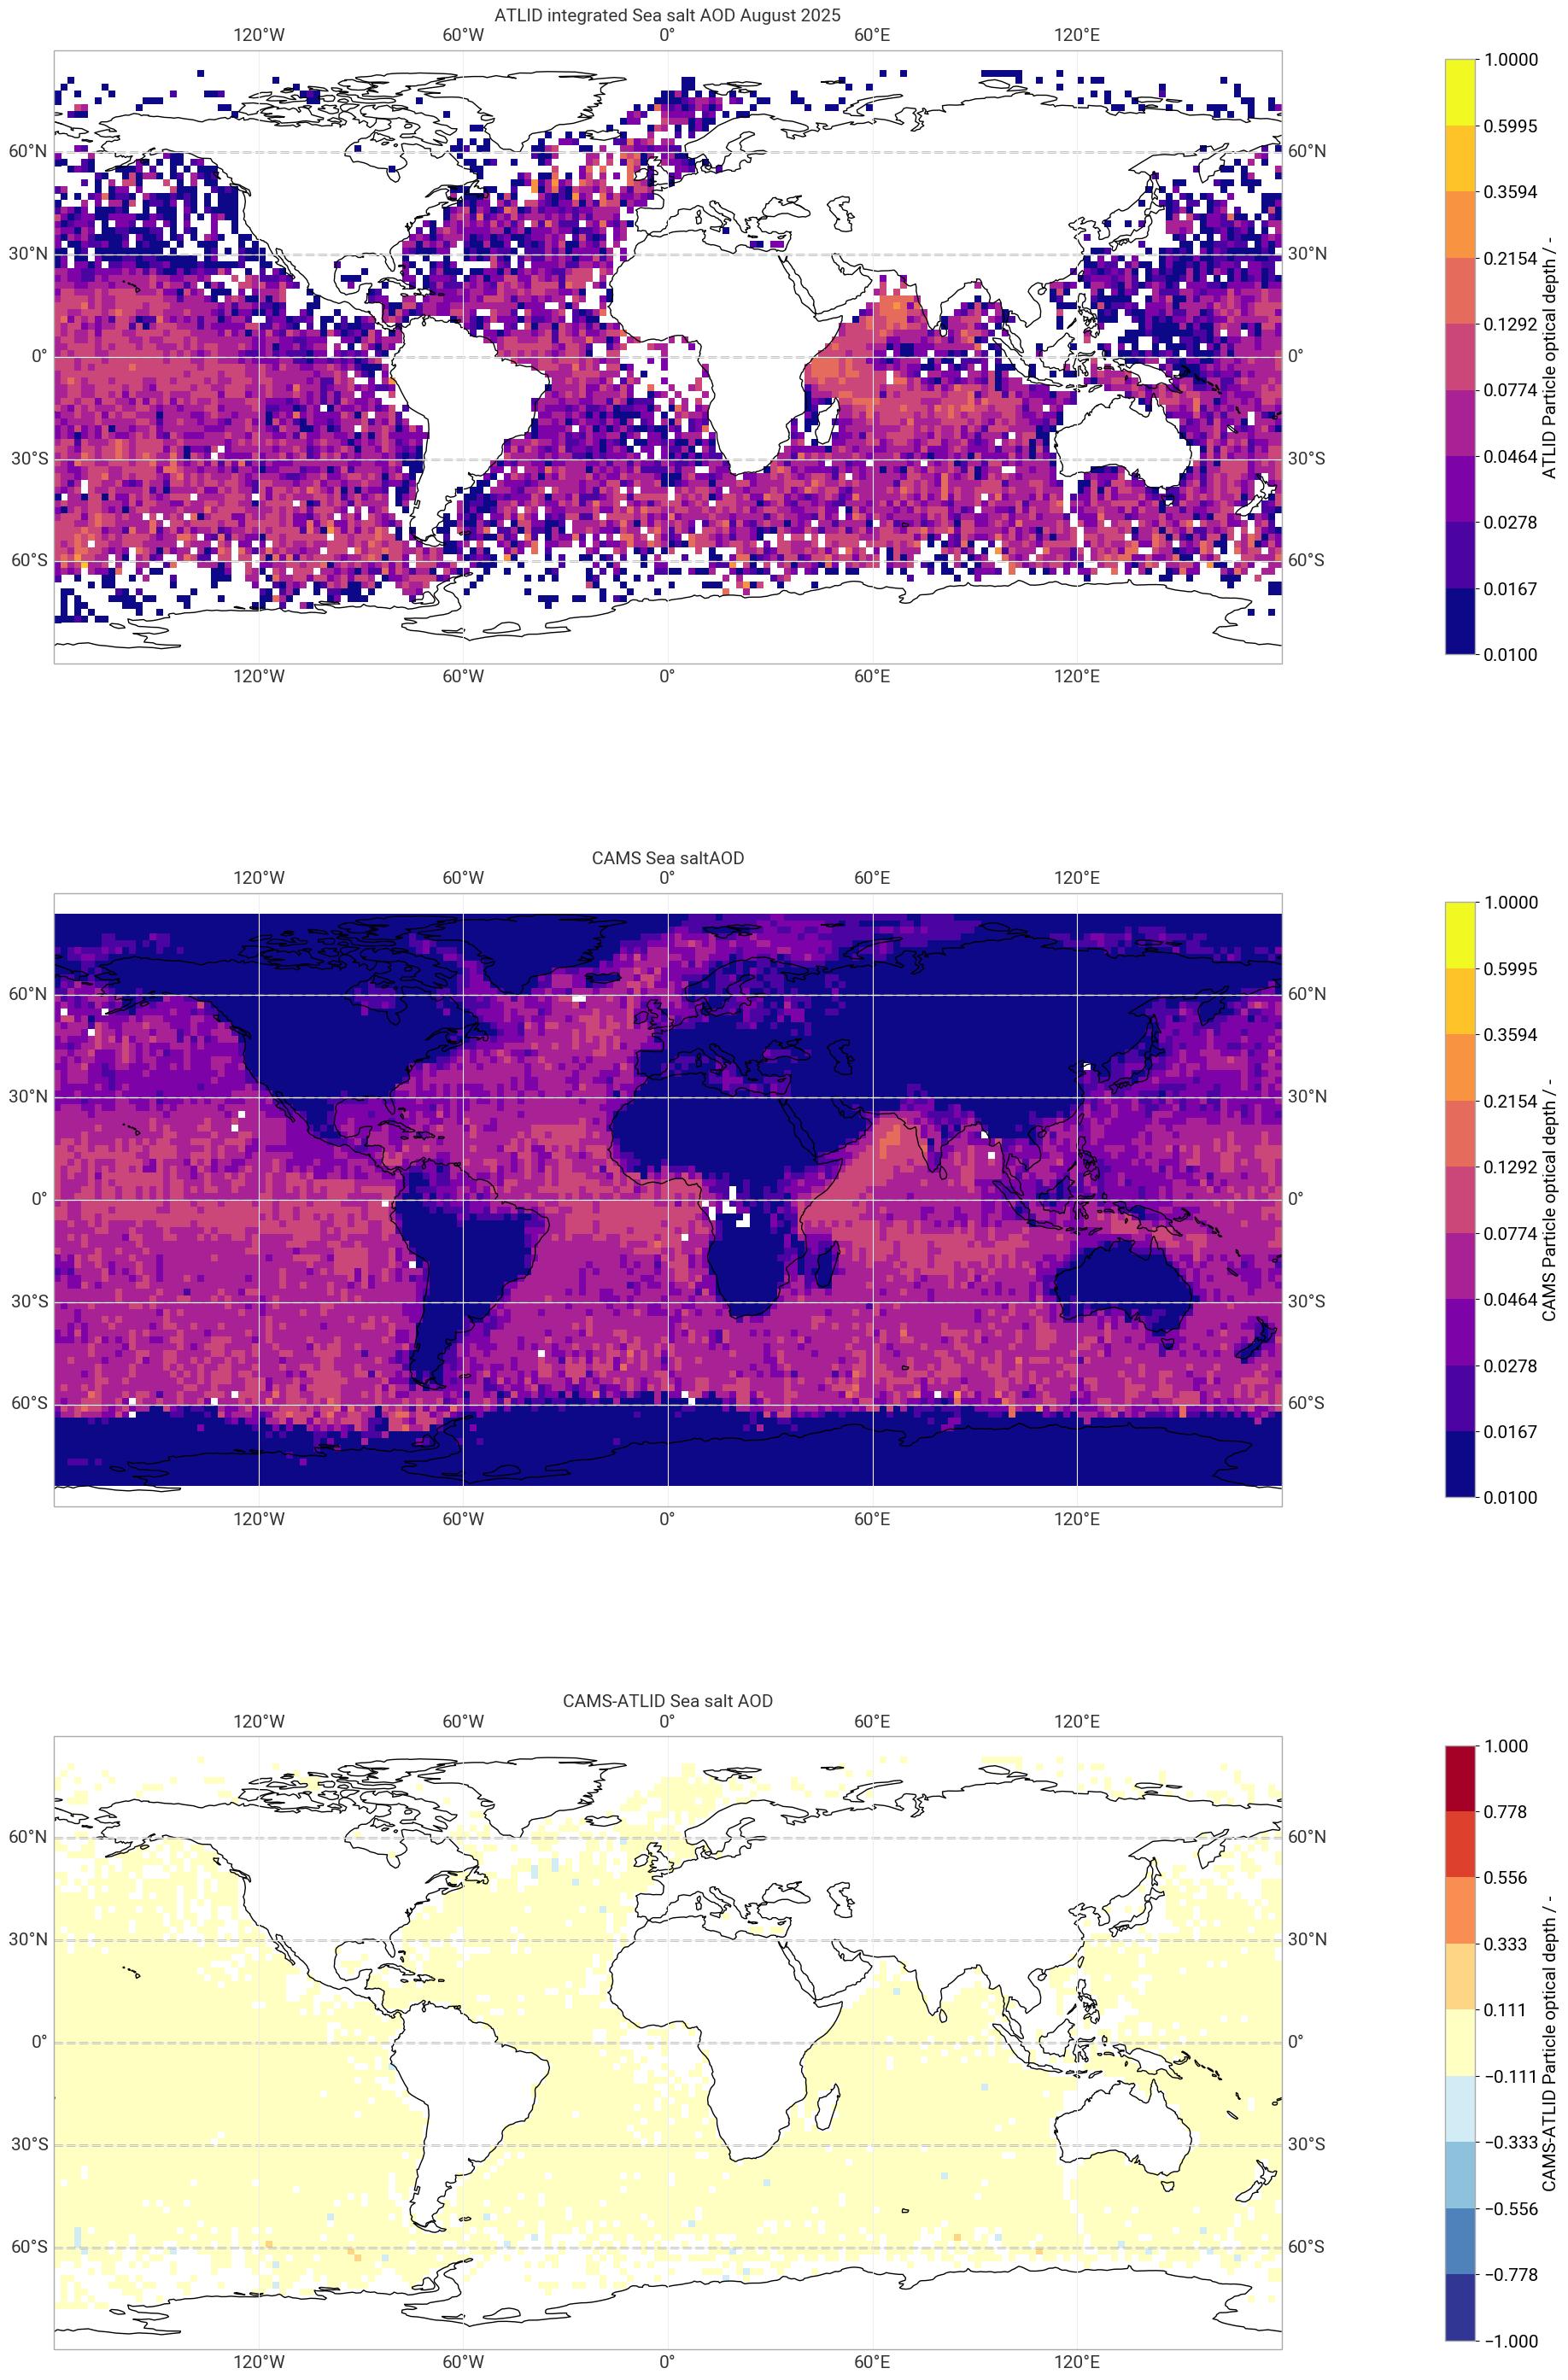 ATLID integrated Sea salt AOD August 2025
120°W 60°W 0° 60°E 120°E
60°N 60°N
30°N 30°N
0° 0°
30°S 30°S
60°S 60°S
120°W 60°W 0° 60°E 120°E
1.0000
0.5995
0.3594
0.2154
0.1292
0.0774
0.0464
0.0278
0.0167
0.0100
ATLID Particle optical depth / -
CAMS Sea saltAOD
120°W 60°W 0° 60°E 120°E
60°N 60°N
30°N 30°N
0° 0°
30°S 30°S
60°S 60°S
120°W 60°W 0° 60°E 120°E
1.0000
0.5995
0.3594
0.2154
0.1292
0.0774
0.0464
0.0278
0.0167
0.0100
CAMS Particle optical depth / -
CAMS-ATLID Sea salt AOD
120°W 60°W 0° 60°E 120°E
60°N 60°N
30°N 30°N
0° 0°
30°S 30°S
60°S 60°S
120°W 60°W 0° 60°E 120°E
1.000
0.778
0.556
0.333
0.111
−0.111
−0.333
−0.556
−0.778
−1.000
CAMS-ATLID Particle optical depth / -